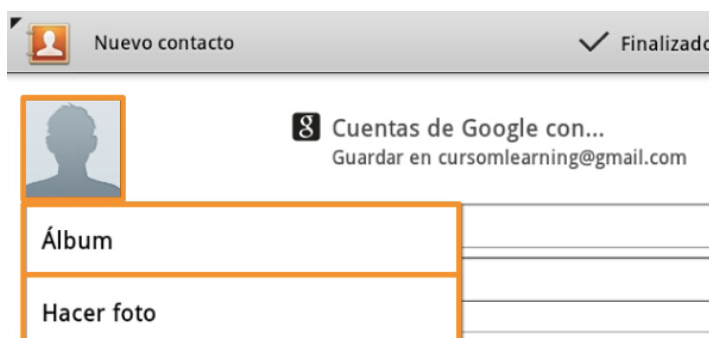 Nuevo contacto
Finalizado
g Cuentas de Google con...
Guardar en cursomlearning@gmail.com
Álbum
Hacer foto